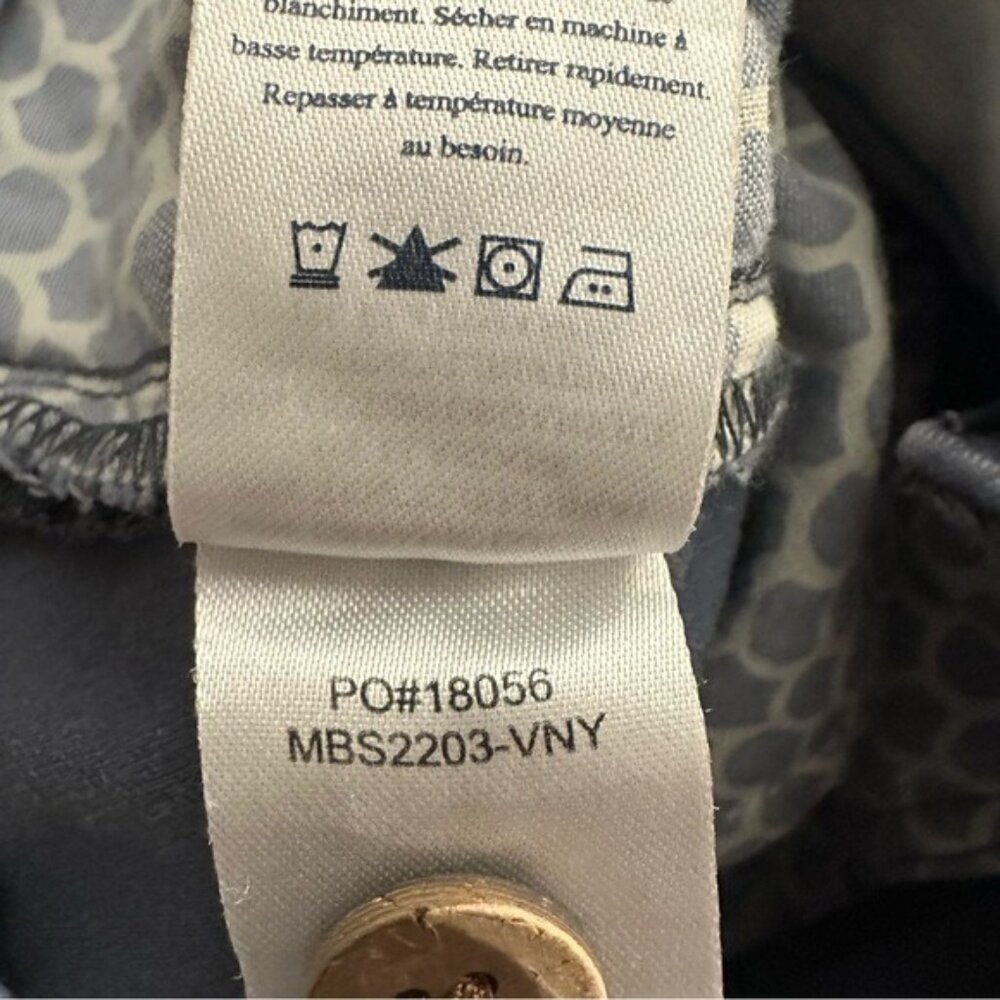 blanchiment. Sécher en machine à
basse température. Retirer rapidement.
Repasser à température moyenne
au besoin.
PO#18056
MBS2203-VNY